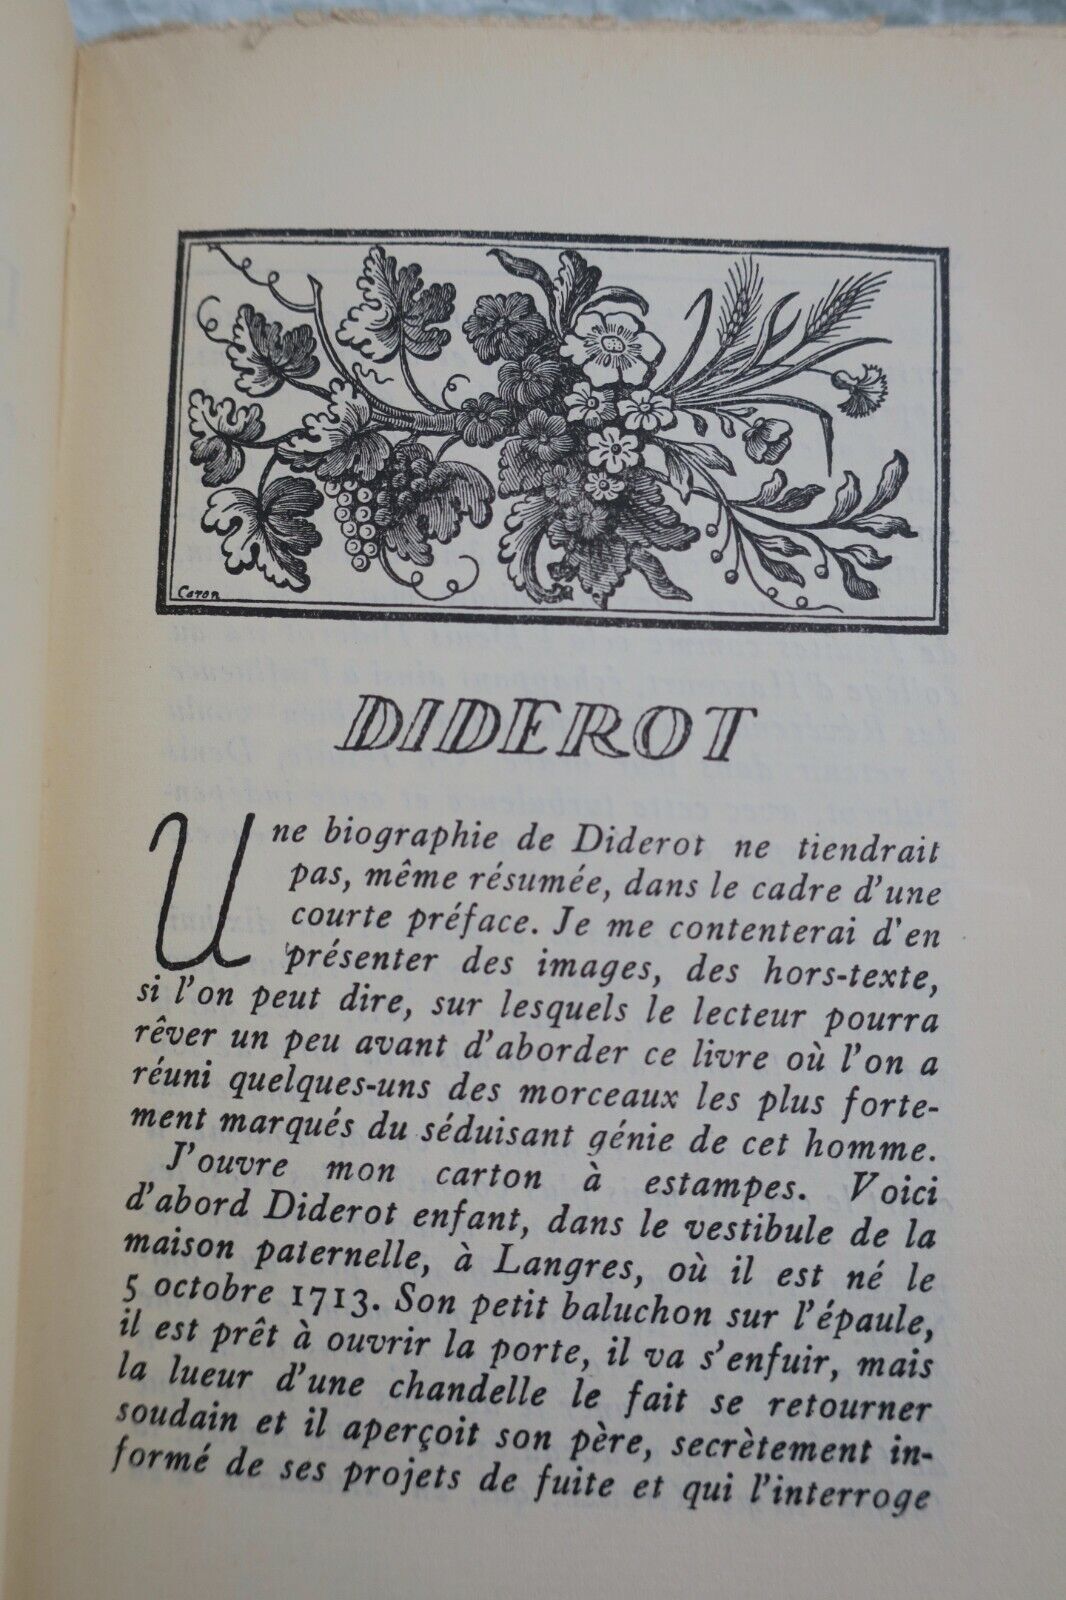 Caron
DIDEROT
Une biographie de Diderot ne tiendrait
pas, même résumée, dans le cadre d'une
courte préface. Je me contenterai d'en
présenter des images, des hors-texte,
si l'on peut dire, sur lesquels le lecteur pourra
rêver un peu avant d'aborder ce livre où l'on a
réuni quelques-uns des morceaux les plus forte-
ment marqués du séduisant génie de cet homme.
J'ouvre mon carton à estampes. Voici
d'abord Diderot enfant, dans le vestibule de la
maison paternelle, à Langres, où il est né le
5 octobre 1713. Son petit baluchon sur l'épaule,
il est prêt à ouvrir la porte, il va s'enfuir, mais
la lueur d'une chandelle le fait se retourner
soudain et il aperçoit son père, secrètement in-
formé de ses projets de fuite et qui l'interroge